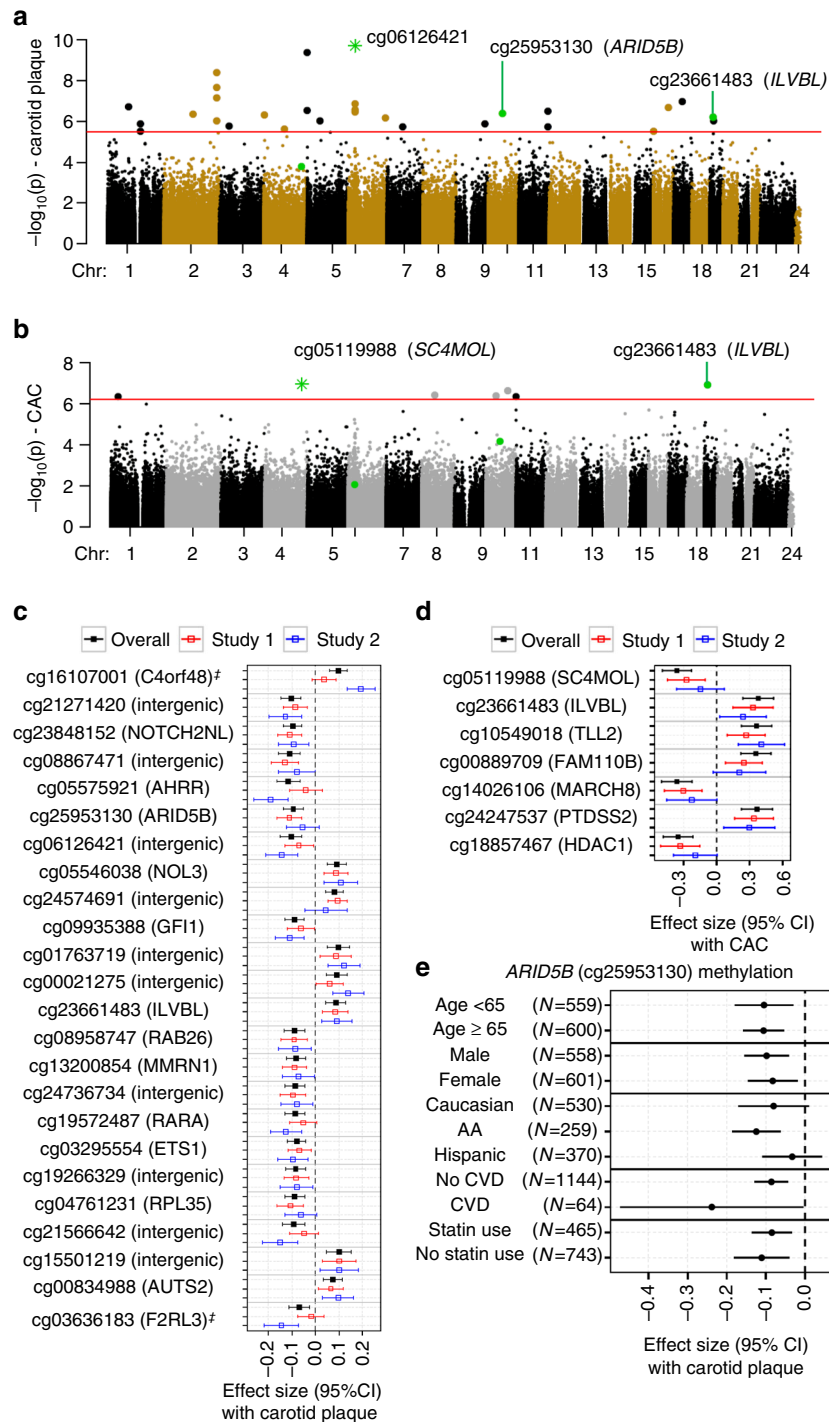 a
cg06126421
cg25953130 (ARID5B)
cg23661483 (ILVBL)
−log10(p) - carotid plaque
10
8
6
4
2
0
Chr: 1 2 3 4 5 7 9 11 13 15 18 21 24
b
cg05119988 (SC4MOL)
cg23661483 (ILVBL)
−log10(p) - CAC
8
6
4
2
0
Chr: 1 2 3 4 5 7 8 9 11 13 15 18 21 24
c
Overall Study 1 Study 2
cg16107001 (C4orf48)‡
cg21271420 (intergenic)
cg23848152 (NOTCH2NL)
cg08867471 (intergenic)
cg05575921 (AHRR)
cg25953130 (ARID5B)
cg06126421 (intergenic)
cg05546038 (NOL3)
cg24574691 (intergenic)
cg09935388 (GFI1)
cg01763719 (intergenic)
cg00021275 (intergenic)
cg23661483 (ILVBL)
cg08958747 (RAB26)
cg13200854 (MMRN1)
cg24736734 (intergenic)
cg19572487 (RARA)
cg03295554 (ETS1)
cg19266329 (intergenic)
cg04761231 (RPL35)
cg21566642 (intergenic)
cg15501219 (intergenic)
cg00834988 (AUTS2)
cg03636183 (F2RL3)‡
−0.2 −0.1 0.0 0.1 0.2
Effect size (95%CI)
with carotid plaque
d
Overall Study 1 Study 2
cg05119988 (SC4MOL)
cg23661483 (ILVBL)
cg10549018 (TLL2)
cg00889709 (FAM110B)
cg14026106 (MARCH8)
cg24247537 (PTDSS2)
cg18857467 (HDAC1)
−0.3 0.0 0.3 0.6
Effect size (95% CI)
with CAC
e
ARID5B (cg25953130) methylation
Age <65 (N=559)
Age ≥ 65 (N=600)
Male (N=558)
Female (N=601)
Caucasian (N=530)
AA (N=259)
Hispanic (N=370)
No CVD (N=1144)
CVD (N=64)
Statin use (N=465)
No statin use (N=743)
−0.4 −0.3 −0.2 −0.1 0.0
Effect size (95% CI)
with carotid plaque